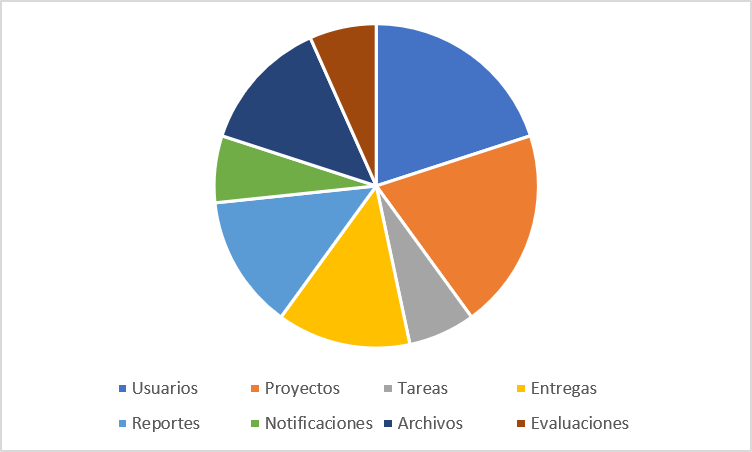 Usuarios Proyectos Tareas Entregas
Reportes Notificaciones Archivos Evaluaciones